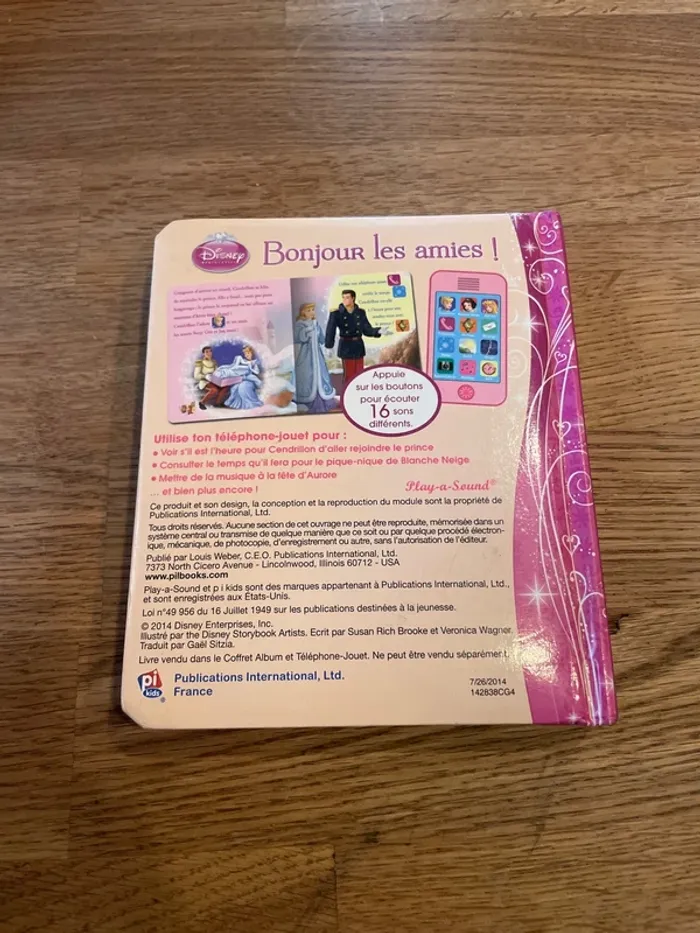 Disney
Bonjour les amies !
Appuie
sur les boutons
pour écouter
16 sons
différents.
Utilise ton téléphone-jouet pour :
• Voir s'il est l'heure pour Cendrillon d'aller rejoindre le prince
• Consulter le temps qu'il fera pour le pique-nique de Blanche Neige
• Mettre de la musique à la fête d'Aurore
... et bien plus encore !
Play-a-Sound®
Ce produit et son design, la conception et la reproduction du module sont la propriété de
Publications International, Ltd.
Tous droits réservés. Aucune section de cet ouvrage ne peut être reproduite, mémorisée dans un
système central ou transmise de quelque manière que ce soit ou par quelque procédé électron-
ique, mécanique, de photocopie, d'enregistrement ou autre, sans l'autorisation de l'éditeur.
Publié par Louis Weber, C.E.O. Publications International, Ltd.
7373 North Cicero Avenue - Lincolnwood, Illinois 60712 - USA
www.pilbooks.com
Play-a-Sound et p i kids sont des marques appartenant à Publications International, Ltd.,
et sont enregistrées aux États-Unis.
Loi n°49 956 du 16 Juillet 1949 sur les publications destinées à la jeunesse.
© 2014 Disney Enterprises, Inc.
Illustré par the Disney Storybook Artists. Ecrit par Susan Rich Brooke et Veronica Wagner.
Traduit par Gaël Sitzia.
Livre vendu dans le Coffret Album et Téléphone-Jouet. Ne peut être vendu séparément.
pi kids®
Publications International, Ltd.
France
7/26/2014
142838CG4